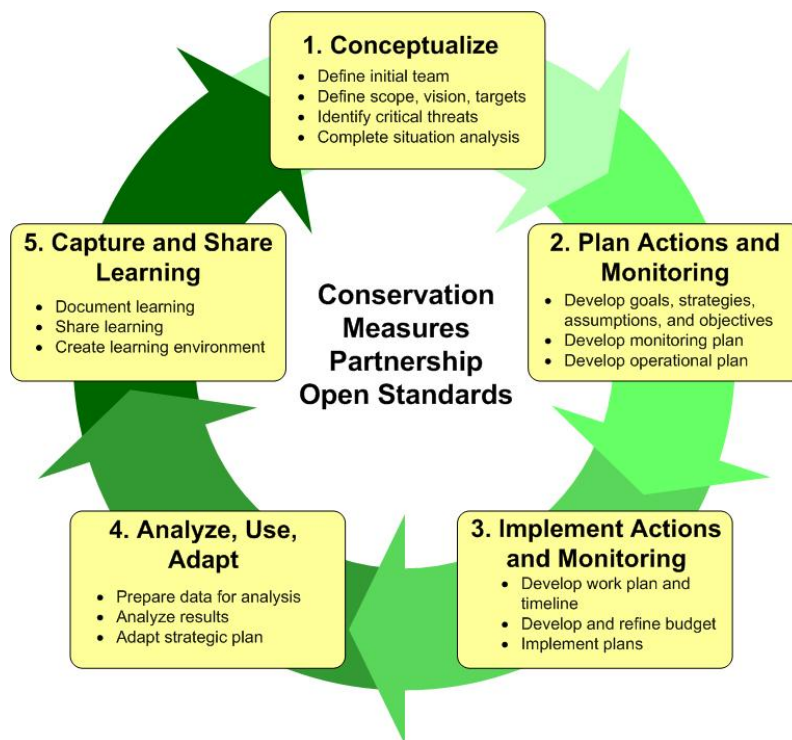 1. Conceptualize
• Define initial team
• Define scope, vision, targets
• Identify critical threats
• Complete situation analysis
2. Plan Actions and
Monitoring
• Develop goals, strategies,
assumptions, and objectives
• Develop monitoring plan
• Develop operational plan
3. Implement Actions
and Monitoring
• Develop work plan and
timeline
• Develop and refine budget
• Implement plans
4. Analyze, Use,
Adapt
• Prepare data for analysis
• Analyze results
• Adapt strategic plan
5. Capture and Share
Learning
• Document learning
• Share learning
• Create learning environment
Conservation
Measures
Partnership
Open Standards